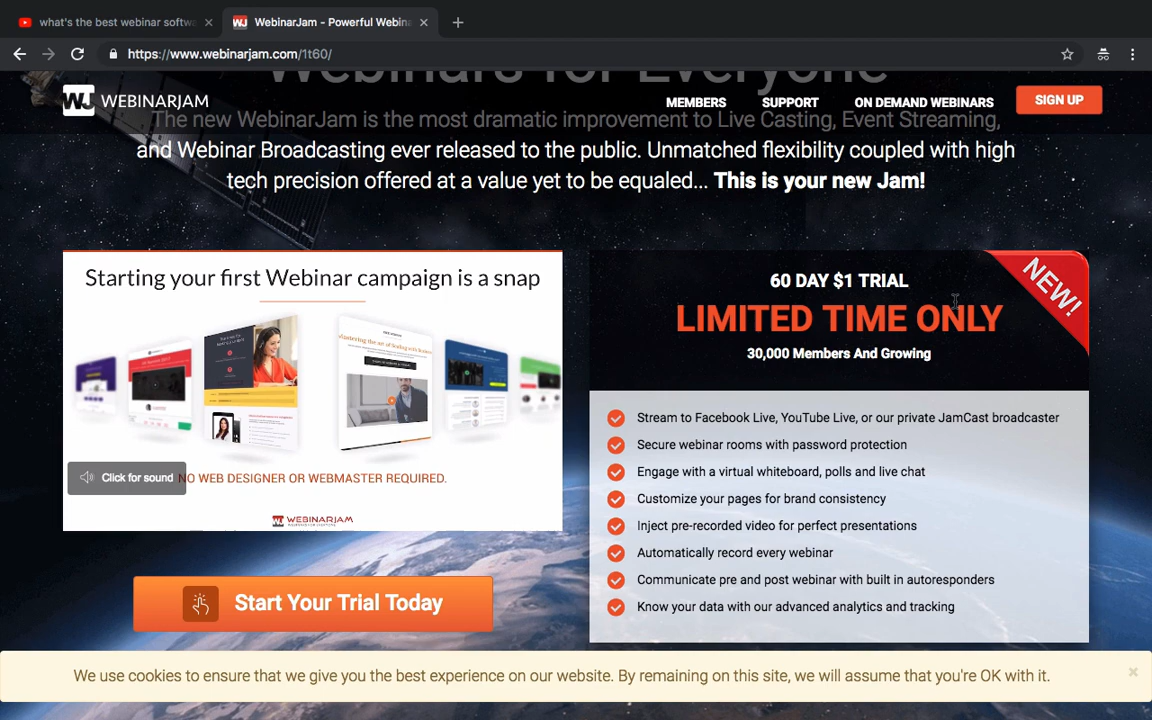 what's the best webinar softwa
WebinarJam - Powerful Webina
https://www.webinarjam.com/1t60/
Webinars for Everyone
WJ WEBINARJAM
MEMBERS
SUPPORT
ON DEMAND WEBINARS
SIGN UP
The new WebinarJam is the most dramatic improvement to Live Casting, Event Streaming,
and Webinar Broadcasting ever released to the public. Unmatched flexibility coupled with high
tech precision offered at a value yet to be equaled... This is your new Jam!
Starting your first Webinar campaign is a snap
Click for sound
NO WEB DESIGNER OR WEBMASTER REQUIRED.
WEBINARJAM
Start Your Trial Today
NEW!
60 DAY $1 TRIAL
LIMITED TIME ONLY
30,000 Members And Growing
Stream to Facebook Live, YouTube Live, or our private JamCast broadcaster
Secure webinar rooms with password protection
Engage with a virtual whiteboard, polls and live chat
Customize your pages for brand consistency
Inject pre-recorded video for perfect presentations
Automatically record every webinar
Communicate pre and post webinar with built in autoresponders
Know your data with our advanced analytics and tracking
We use cookies to ensure that we give you the best experience on our website. By remaining on this site, we will assume that you're OK with it.